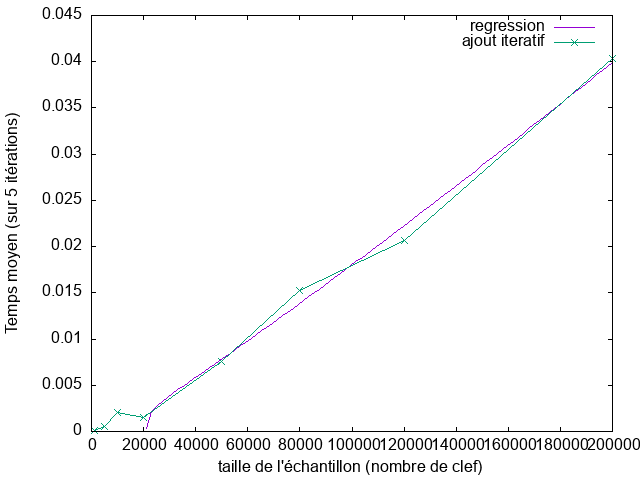 0.045
0.04
0.035
0.03
0.025
0.02
0.015
0.01
0.005
0
Temps moyen (sur 5 itérations)
regression
ajout iteratif
0 20000 40000 60000 80000 100000 120000 140000 160000 180000 200000
taille de l'échantillon (nombre de clef)